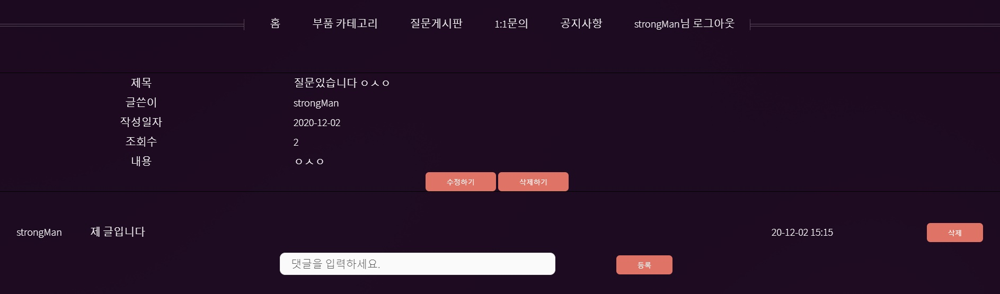 홈 부품 카테고리 질문게시판 1:1문의 공지사항 strongMan님 로그아웃
제목 질문있습니다 ㅇㅅㅇ
글쓴이 strongMan
작성일자 2020-12-02
조회수 2
내용 ㅇㅅㅇ
수정하기 삭제하기
strongMan 제 글입니다 20-12-02 15:15 삭제
댓글을 입력하세요. 등록